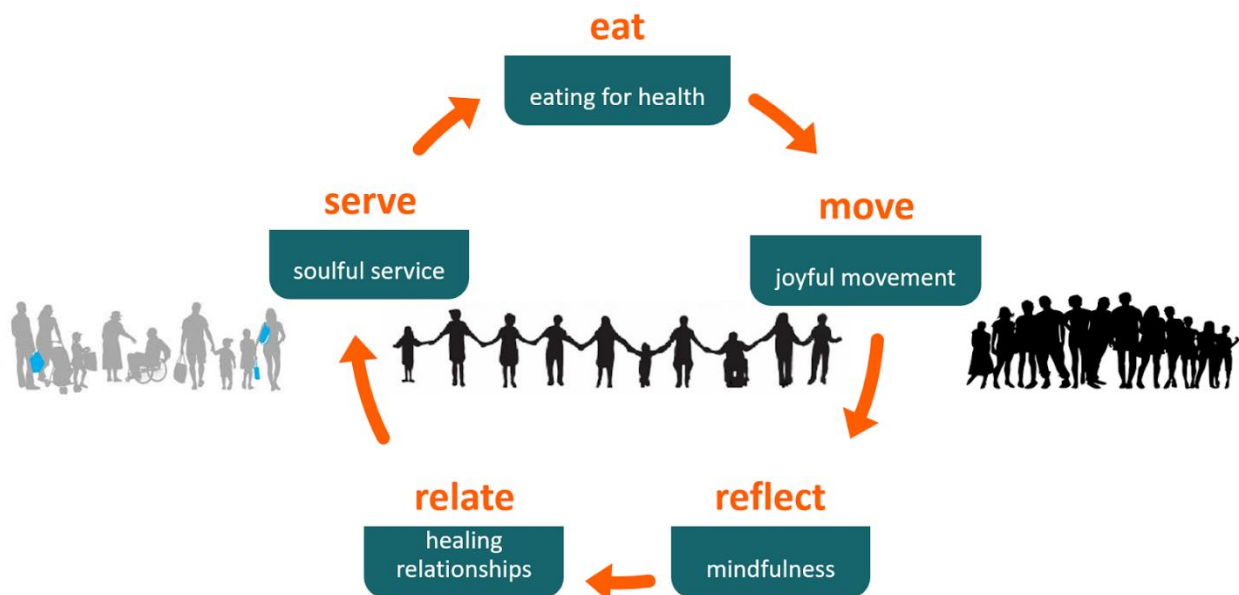 eat
eating for health
move
joyful movement
reflect
mindfulness
relate
healing
relationships
serve
soulful service